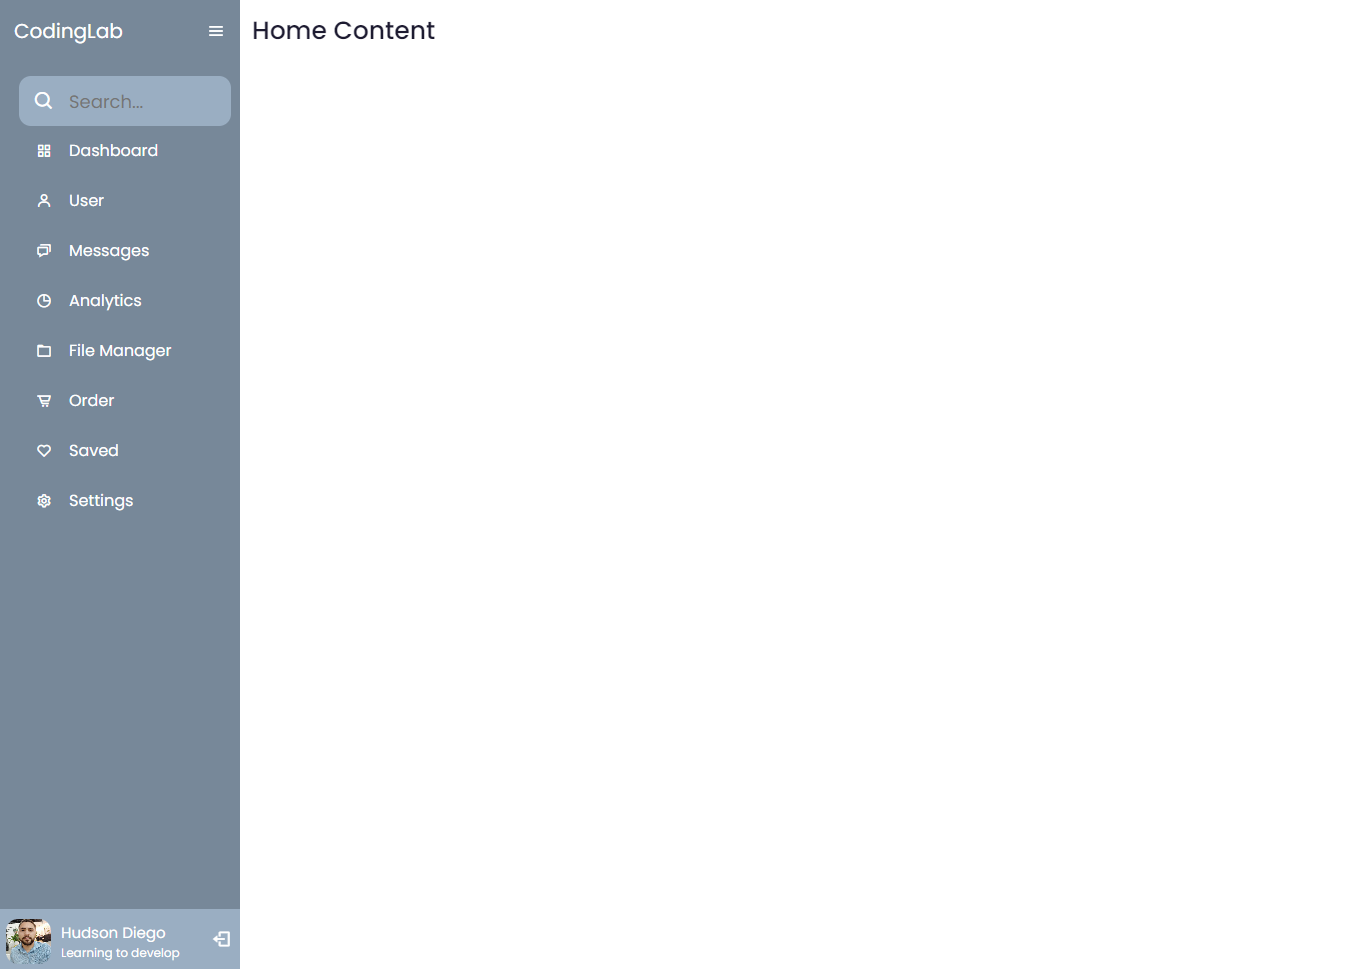 CodingLab
Home Content
Search...
Dashboard
User
Messages
Analytics
File Manager
Order
Saved
Settings
Hudson Diego
Learning to develop